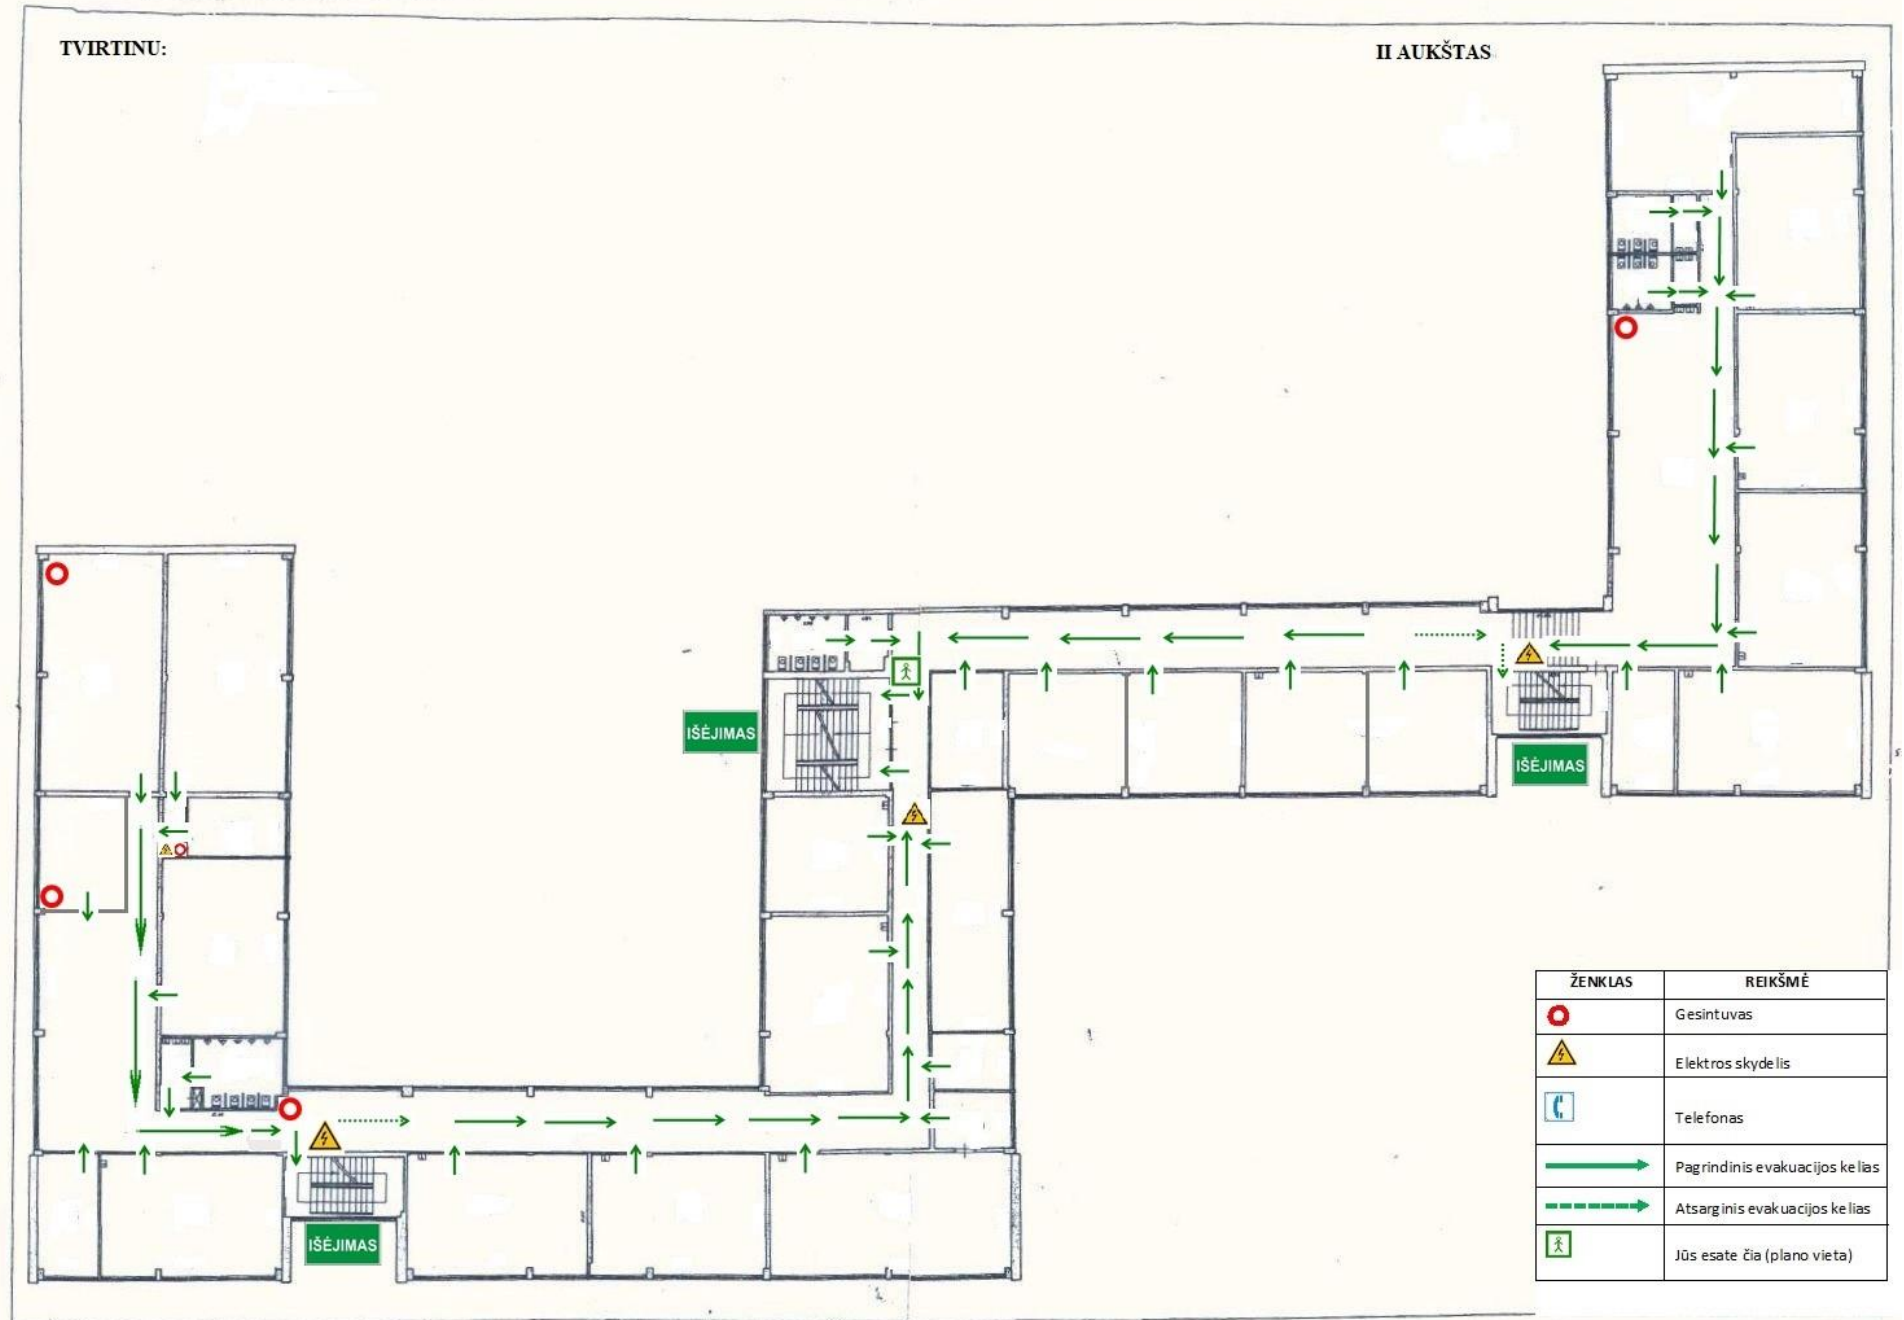 TVIRTINU:
II AUKŠTAS
IŠĖJIMAS
IŠĖJIMAS
IŠĖJIMAS
ŽENKLAS REIKŠMĖ
Gesintuvas
Elektros skydelis
Telefonas
Pagrindinis evakuacijos kelias
Atsarginis evakuacijos kelias
Jūs esate čia (plano vieta)